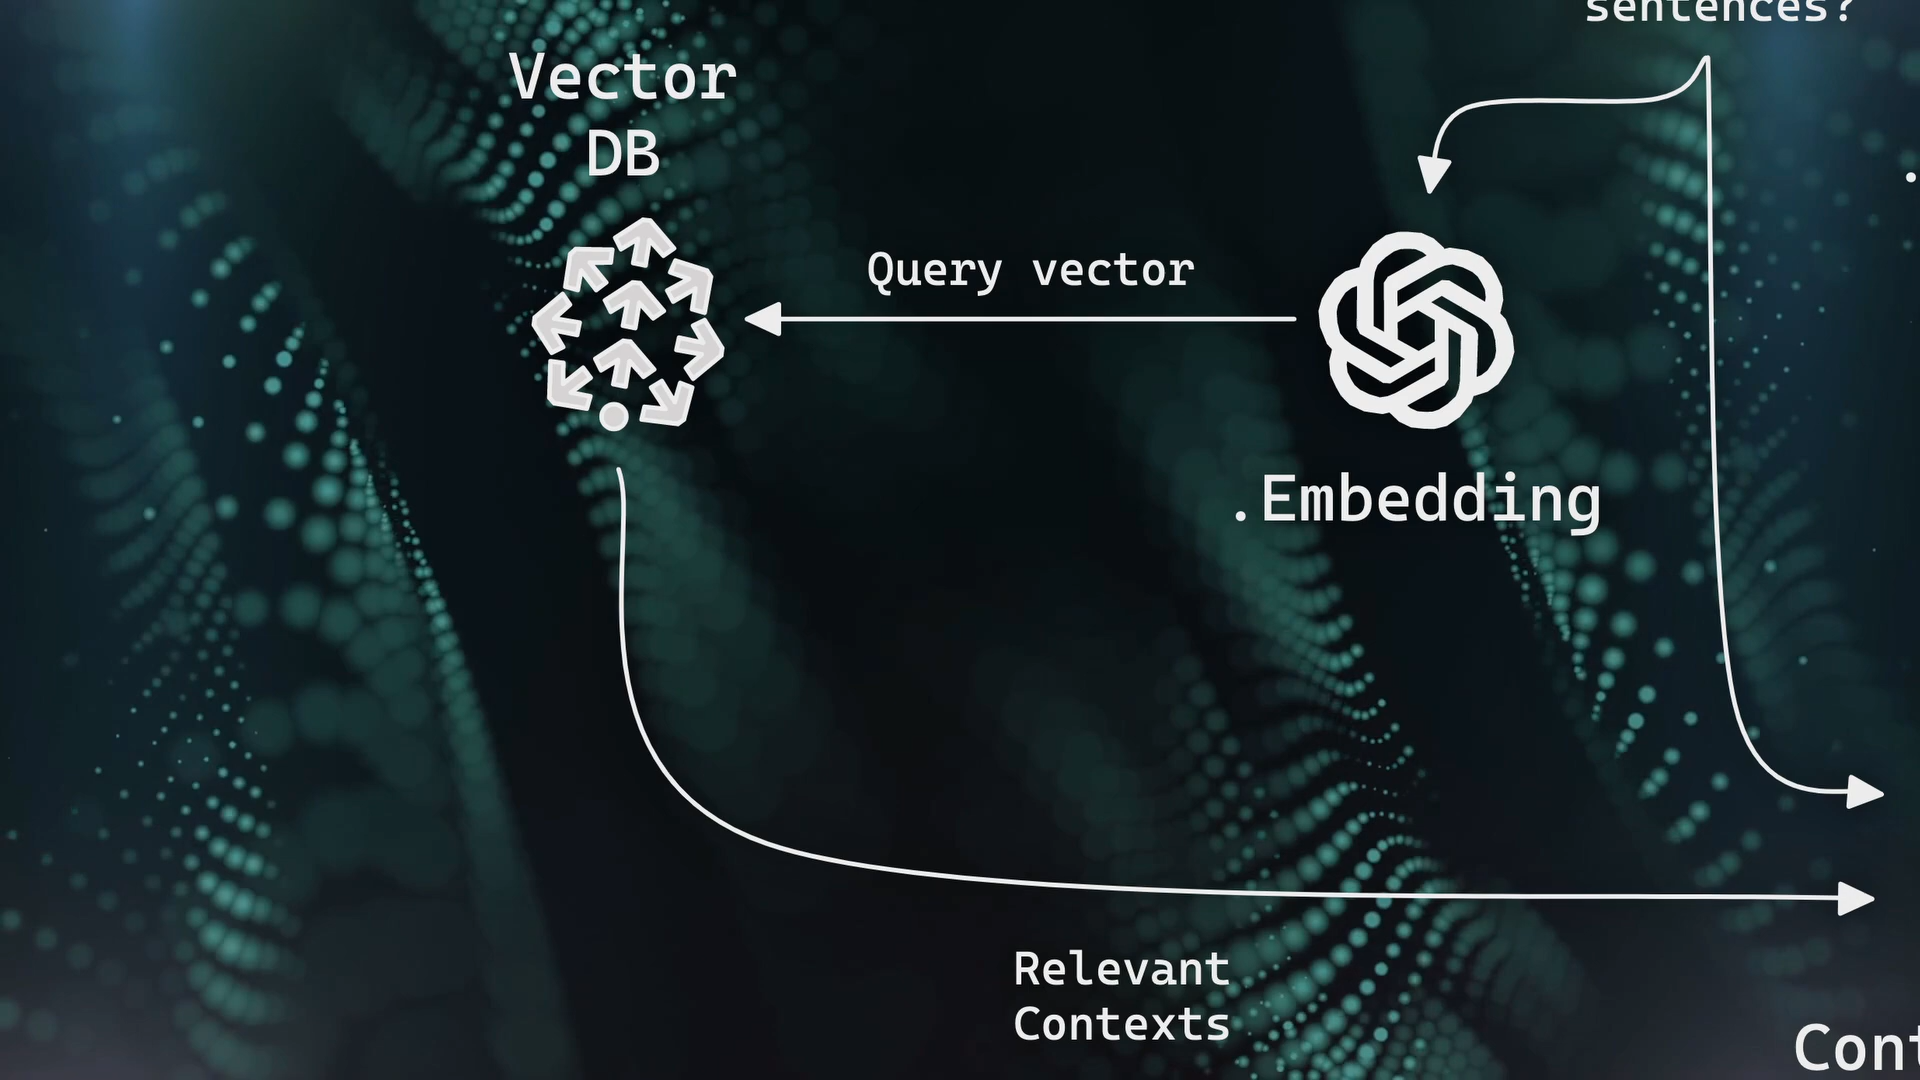 sentences?
Vector
DB
Query vector
.Embedding
Relevant
Contexts